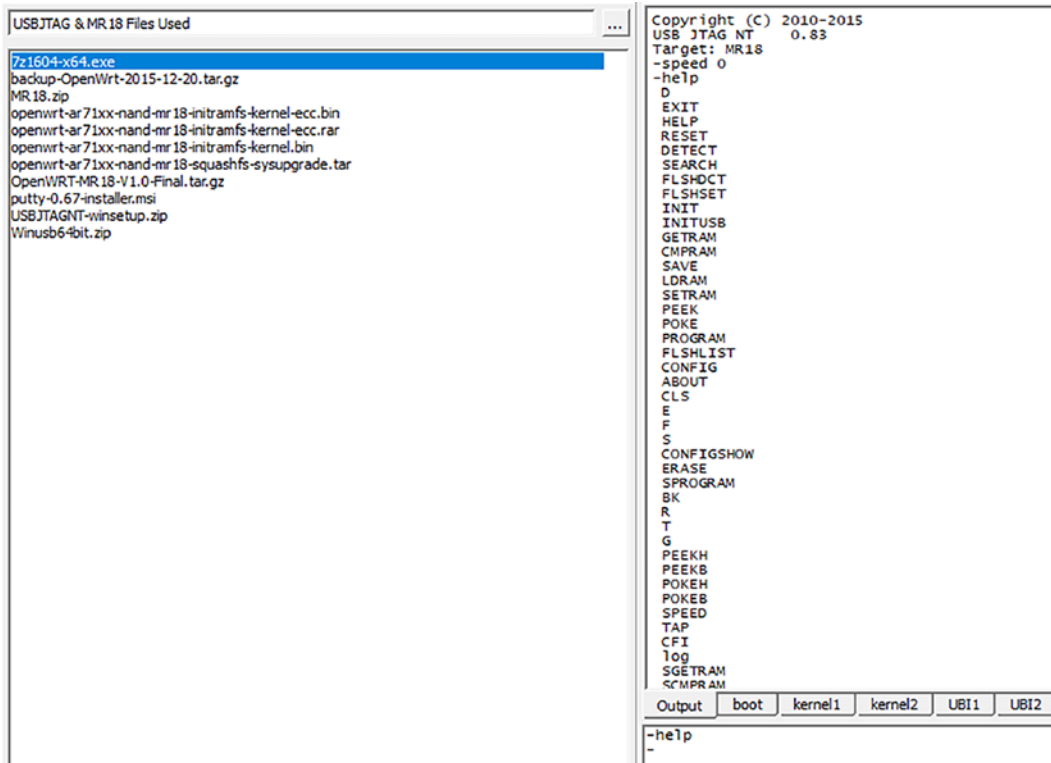 USBJTAG & MR18 Files Used
...
7z1604-x64.exe
backup-OpenWrt-2015-12-20.tar.gz
MR18.zip
openwrt-ar71xx-nand-mr18-initramfs-kernel-ecc.bin
openwrt-ar71xx-nand-mr18-initramfs-kernel-ecc.rar
openwrt-ar71xx-nand-mr18-initramfs-kernel.bin
openwrt-ar71xx-nand-mr18-squashfs-sysupgrade.tar
OpenWRT-MR18-V1.0-Final.tar.gz
putty-0.67-installer.msi
USBJTAGNT-winsetup.zip
Winusb64bit.zip
Copyright (C) 2010-2015
USB JTAG NT 0.83
Target: MR18
-speed 0
-help
D
EXIT
HELP
RESET
DETECT
SEARCH
FLSHDCT
FLSHSET
INIT
INITUSB
GETRAM
CMPRAM
SAVE
LDRAM
SETRAM
PEEK
POKE
PROGRAM
FLSHLIST
CONFIG
ABOUT
CLS
E
F
S
CONFIGSHOW
ERASE
SPROGRAM
BK
R
T
G
PEEKH
PEEKB
POKEH
POKEB
SPEED
TAP
CFI
log
SGETRAM
SCMPRAM
Output boot kernel1 kernel2 UBI1 UBI2
-help
-